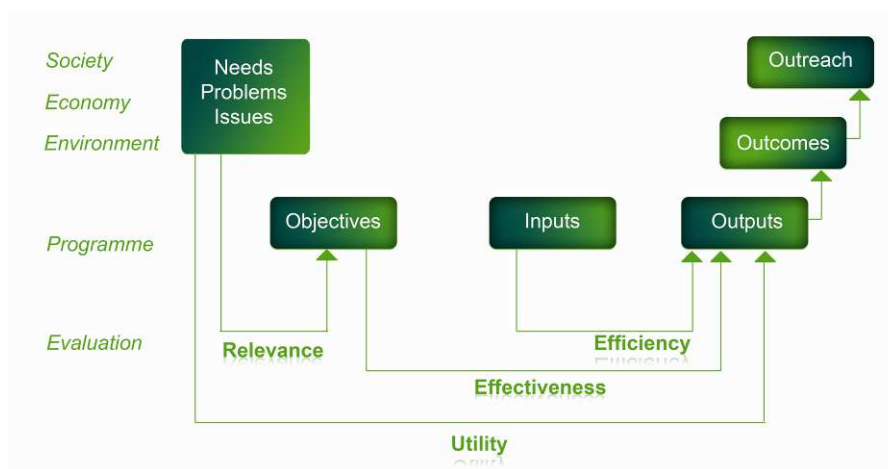 Society
Economy
Environment
Needs
Problems
Issues
Outreach
Outcomes
Programme
Objectives
Inputs
Outputs
Evaluation
Relevance
Efficiency
Effectiveness
Utility